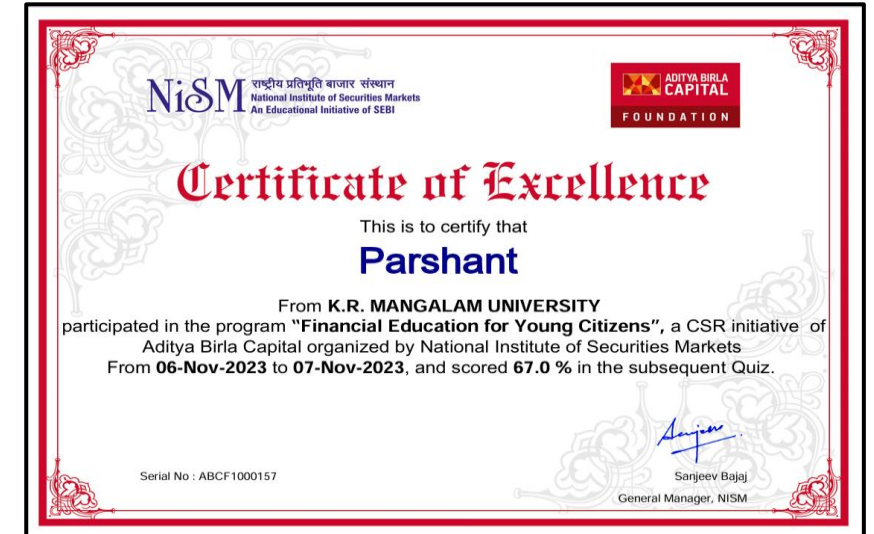 NiSM
राष्ट्रीय प्रतिभूति बाजार संस्थान
National Institute of Securities Markets
An Educational Initiative of SEBI
ADITYA BIRLA
CAPITAL
FOUNDATION
Certificate of Excellence
This is to certify that
Parshant
From K.R. MANGALAM UNIVERSITY
participated in the program "Financial Education for Young Citizens", a CSR initiative of
Aditya Birla Capital organized by National Institute of Securities Markets
From 06-Nov-2023 to 07-Nov-2023, and scored 67.0 % in the subsequent Quiz.
Serial No : ABCF1000157
Sanjeev Bajaj
General Manager, NISM